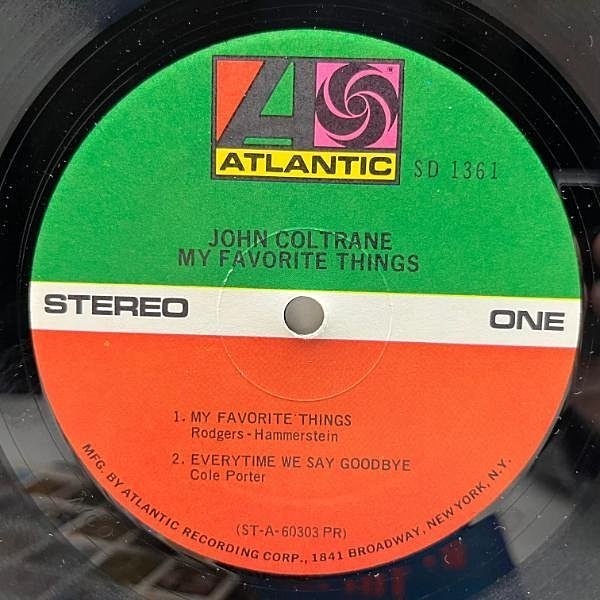 ATLANTIC
SD 1361
JOHN COLTRANE
MY FAVORITE THINGS
STEREO
ONE
1. MY FAVORITE THINGS
Rodgers-Hammerstein
2. EVERYTIME WE SAY GOODBYE
Cole Porter
(ST-A-60303 PR)
MFG. BY ATLANTIC RECORDING CORP., 1841 BROADWAY, NEW YORK, N.Y.